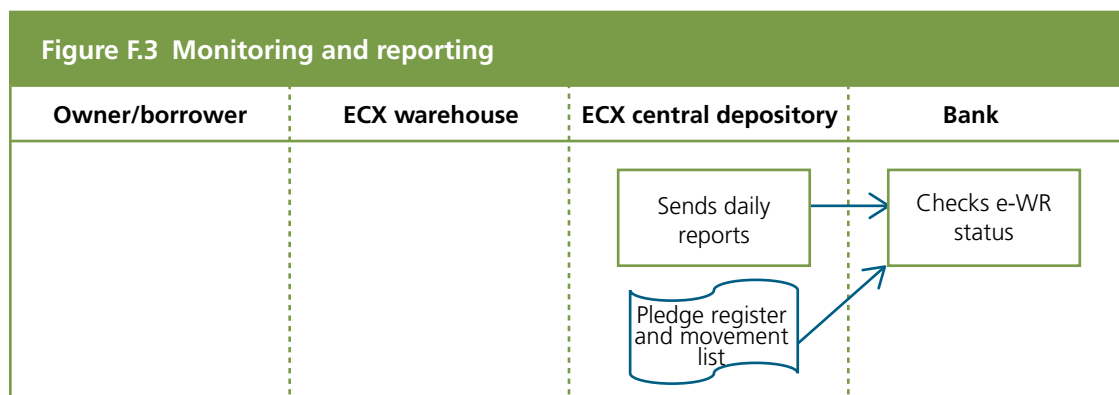 Figure F.3 Monitoring and reporting
Owner/borrower
ECX warehouse
ECX central depository
Bank
Sends daily
reports
Checks e-WR
status
Pledge register
and movement
list